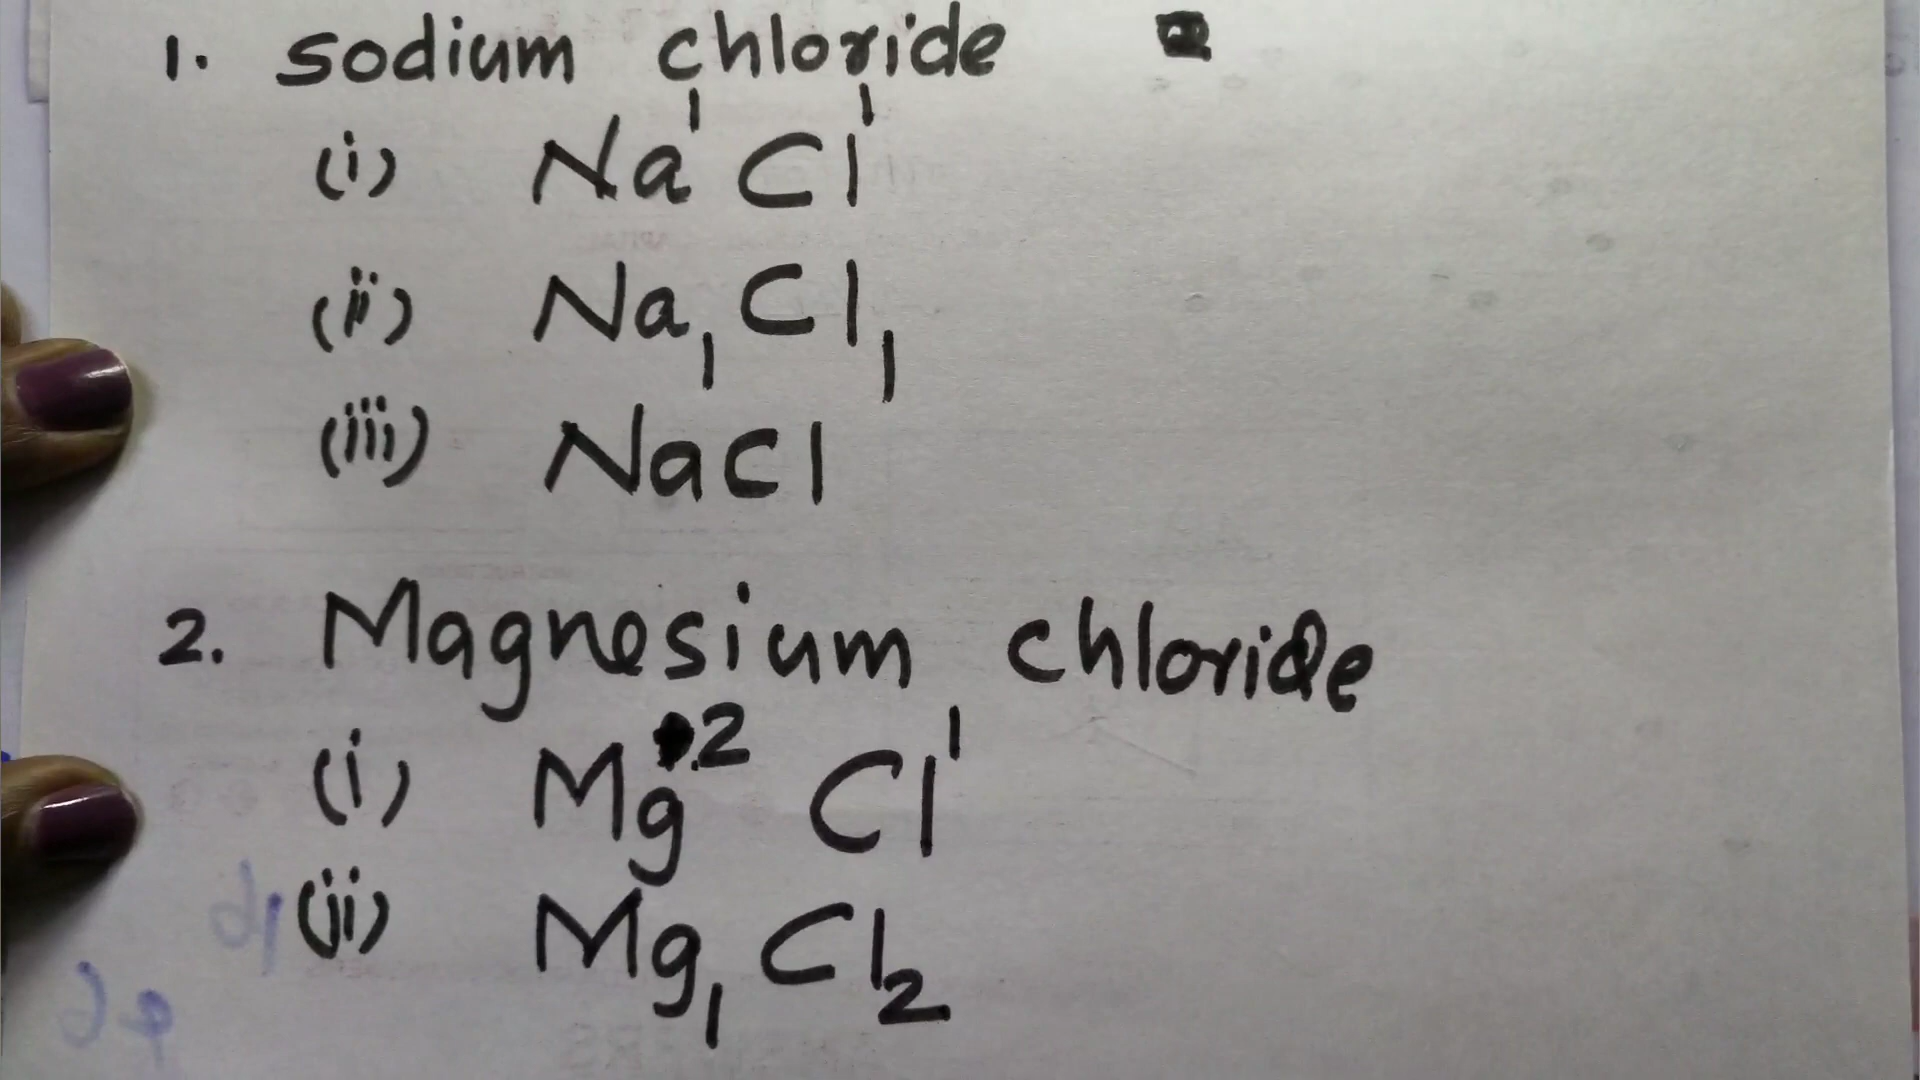 1. Sodium chloride
(i) Na¹ Cl¹
(ii) Na₁ Cl₁
(iii) NaCl
2. Magnesium chloride
(i) Mg² Cl¹
(ii) Mg₁ Cl₂